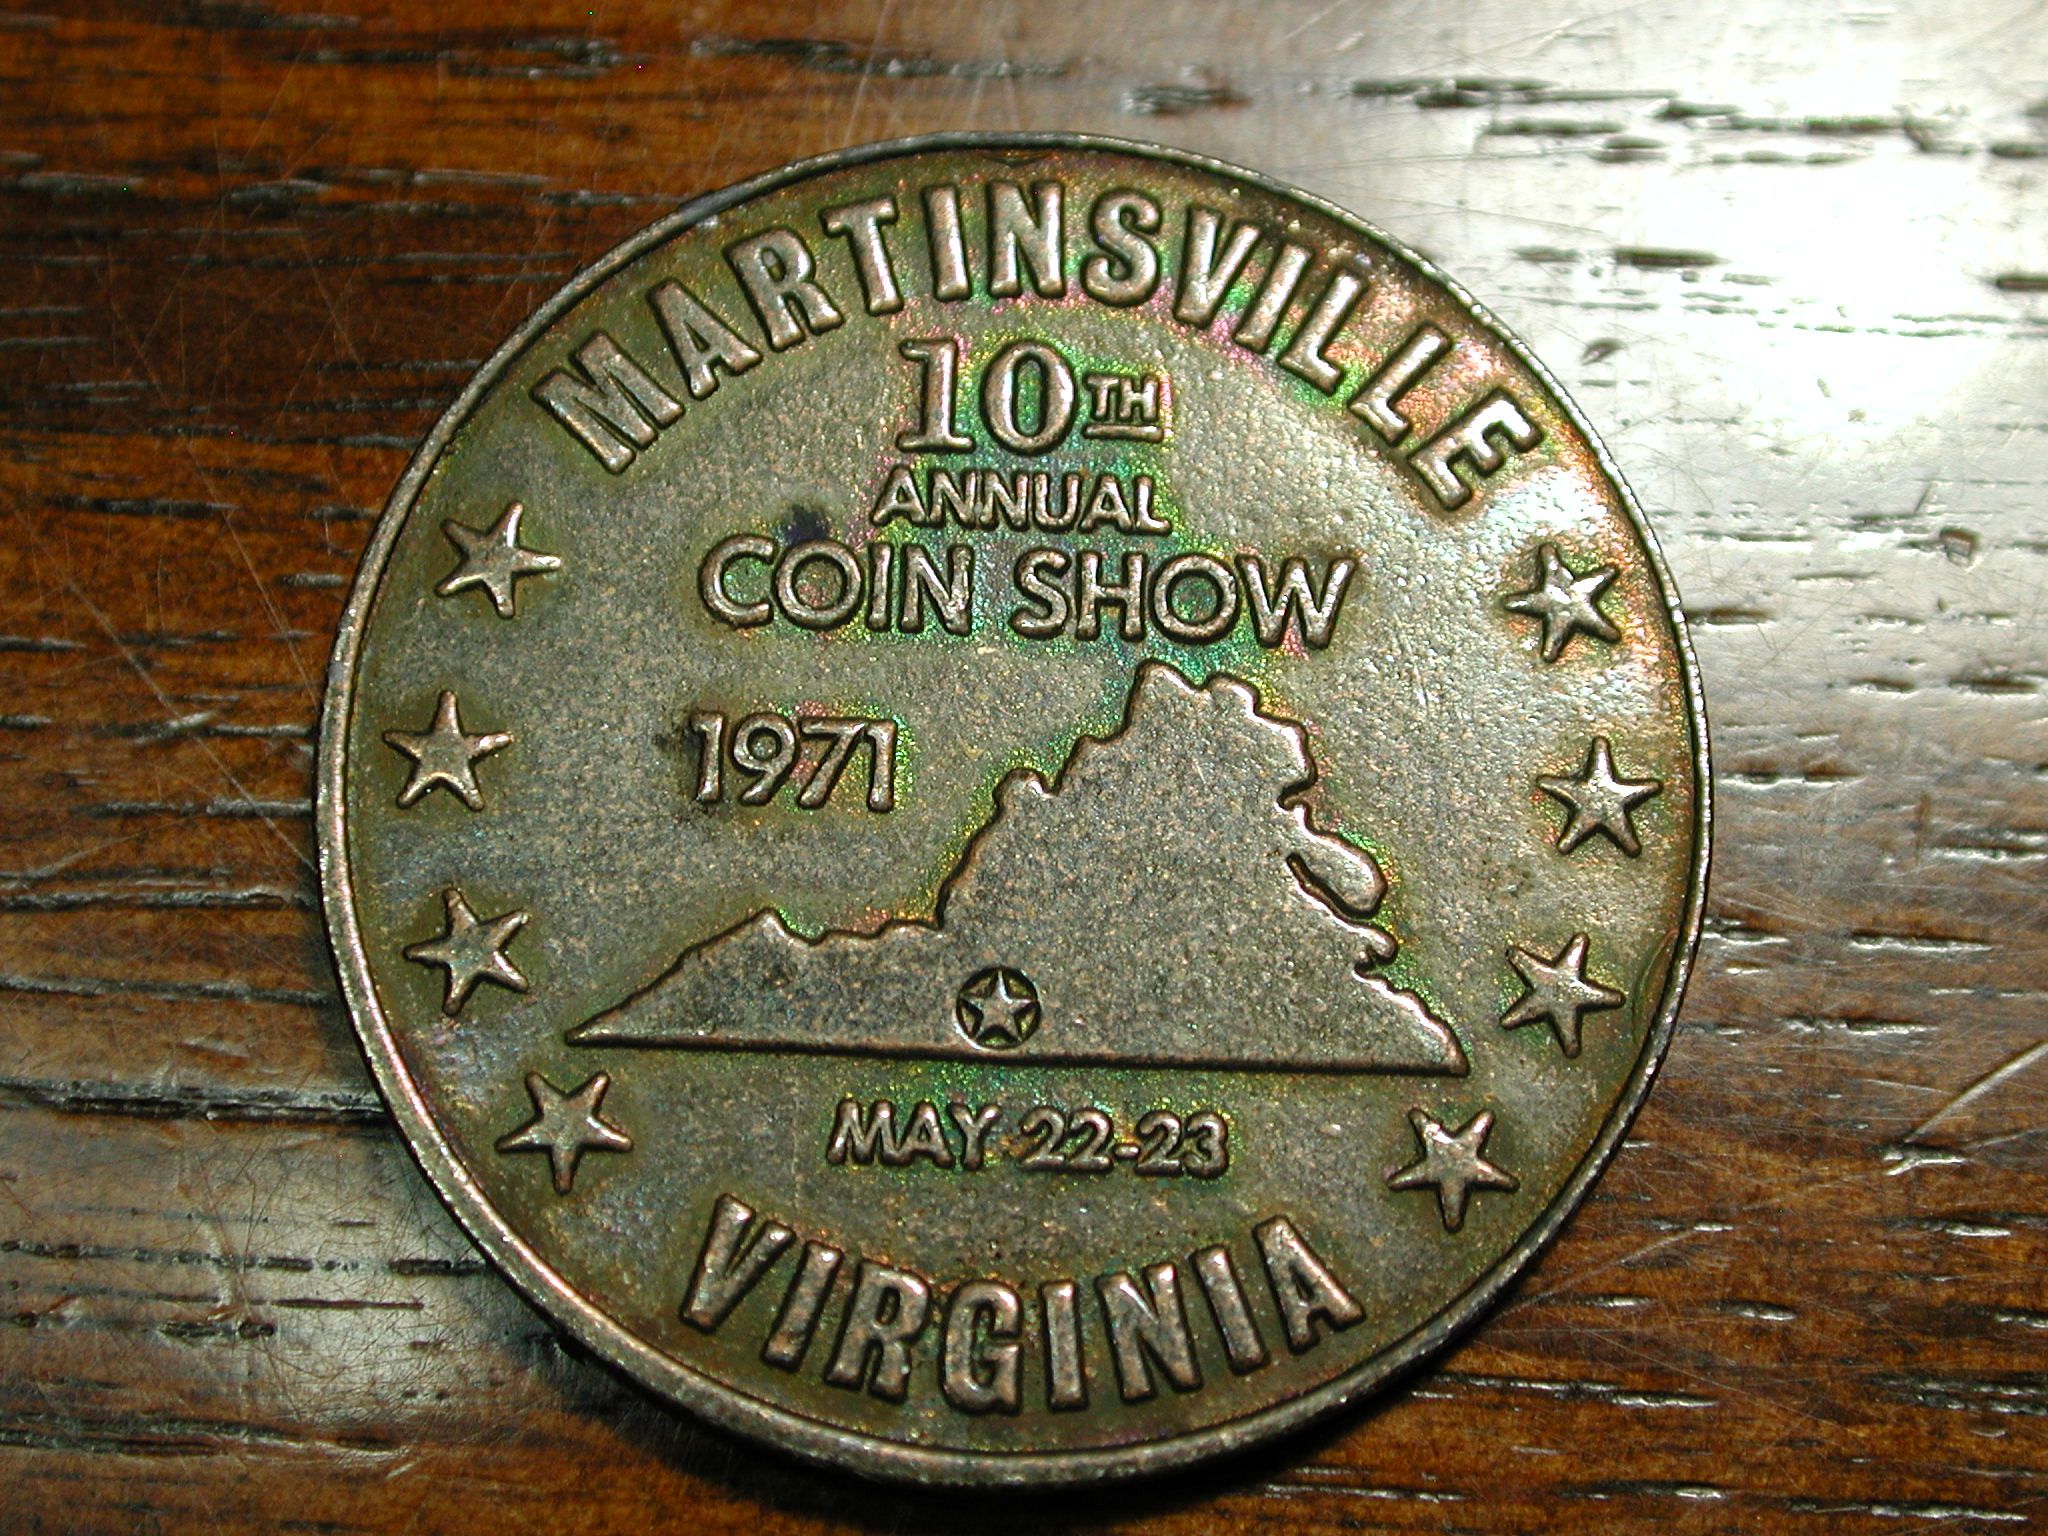 MARTINSVILLE
10TH
ANNUAL
COIN SHOW
1971
MAY 22-23
VIRGINIA